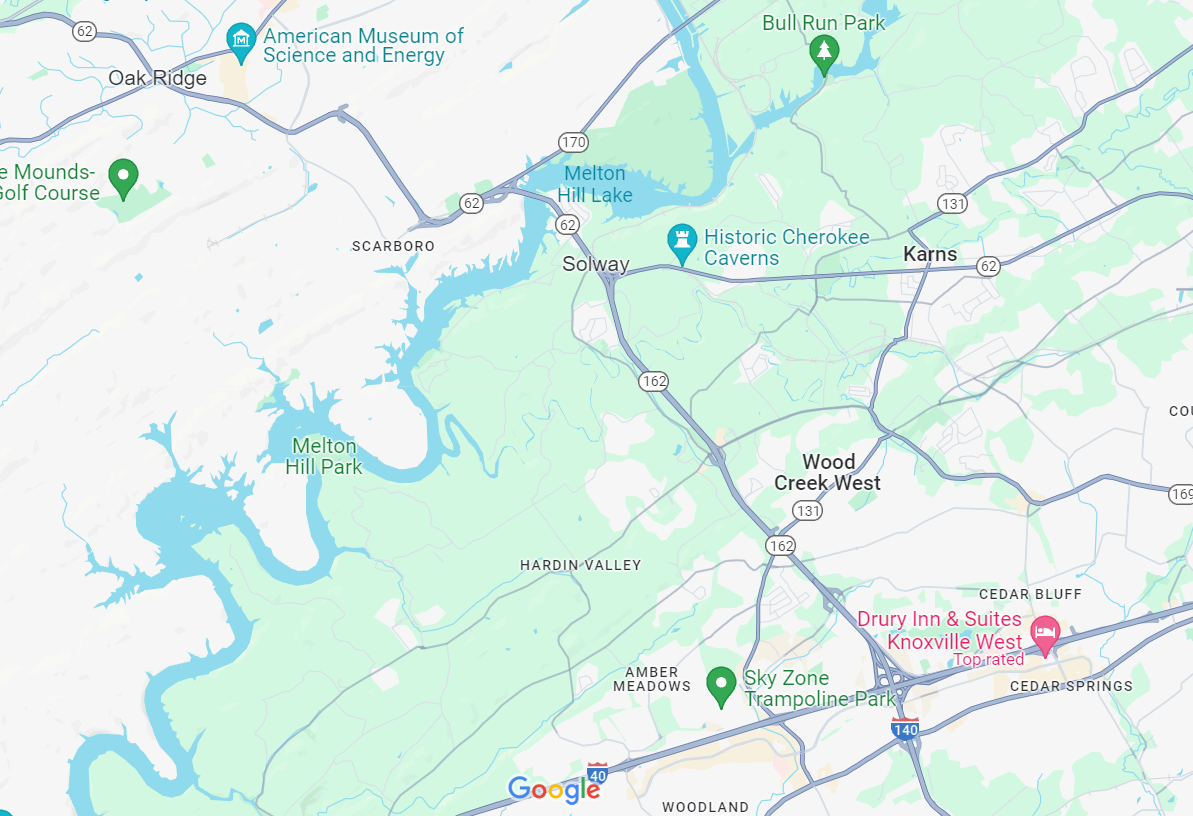 Bull Run Park
62
American Museum of
Science and Energy
Oak Ridge
170
e Mounds-
Golf Course
Melton
Hill Lake
62
131
62
SCARBORO
Historic Cherokee
Caverns
Karns
Solway
62
162
COU
Melton
Hill Park
Wood
Creek West
169
131
162
HARDIN VALLEY
CEDAR BLUFF
Drury Inn & Suites
Knoxville West
Top rated
AMBER
MEADOWS
Sky Zone
Trampoline Park
CEDAR SPRINGS
140
40
Google
WOODLAND